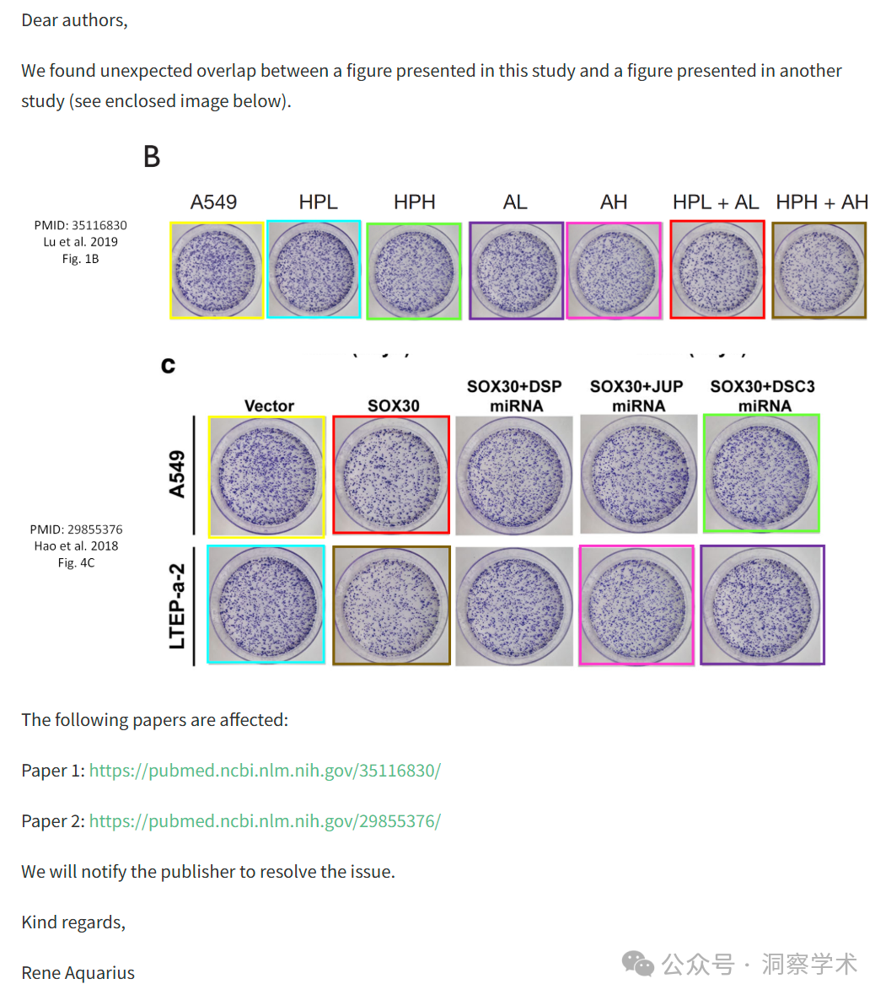 Dear authors,
We found unexpected overlap between a figure presented in this study and a figure presented in another
study (see enclosed image below).
B
A549 HPL HPH AL AH HPL + AL HPH + AH
PMID: 35116830
Lu et al. 2019
Fig. 1B
c
Vector SOX30 SOX30+DSP miRNA SOX30+JUP miRNA SOX30+DSC3 miRNA
A549
PMID: 29855376
Hao et al. 2018
Fig. 4C
LTEP-a-2
The following papers are affected:
Paper 1: https://pubmed.ncbi.nlm.nih.gov/35116830/
Paper 2: https://pubmed.ncbi.nlm.nih.gov/29855376/
We will notify the publisher to resolve the issue.
Kind regards,
Rene Aquarius
公众号 · 洞察学术